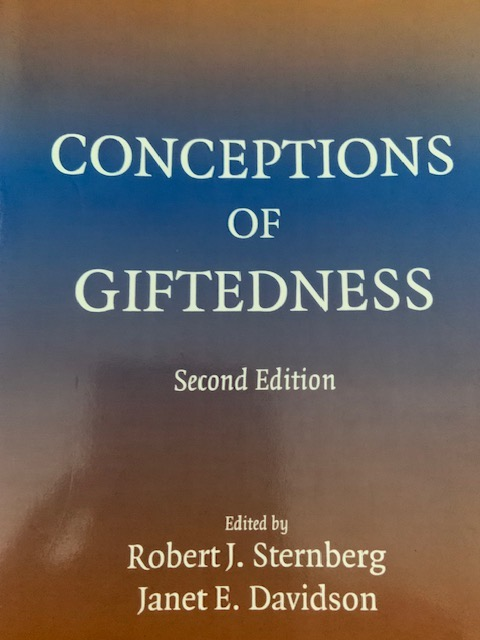 CONCEPTIONS
OF
GIFTEDNESS
Second Edition
Edited by
Robert J. Sternberg
Janet E. Davidson